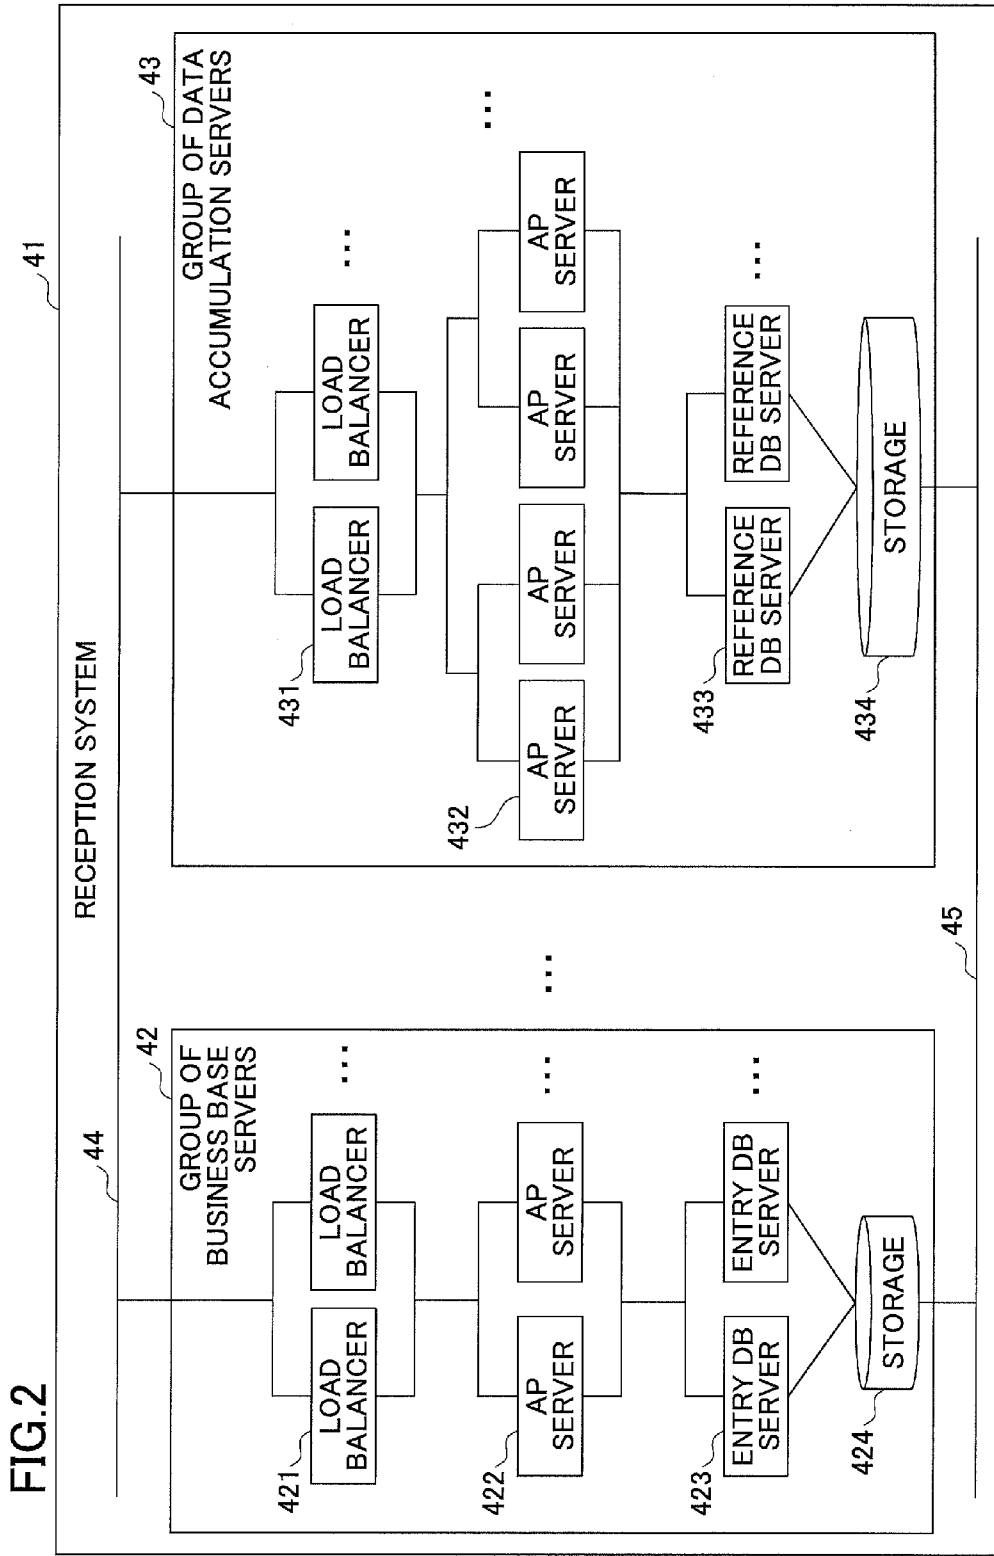 FIG.2
RECEPTION SYSTEM
41
44
42
GROUP OF
BUSINESS BASE
SERVERS
421
LOAD
BALANCER
LOAD
BALANCER
...
422
AP
SERVER
AP
SERVER
...
423
ENTRY DB
SERVER
ENTRY DB
SERVER
...
424
STORAGE
...
43
GROUP OF DATA
ACCUMULATION SERVERS
431
LOAD
BALANCER
LOAD
BALANCER
...
432
AP
SERVER
AP
SERVER
AP
SERVER
AP
SERVER
...
433
REFERENCE
DB SERVER
REFERENCE
DB SERVER
...
434
STORAGE
45